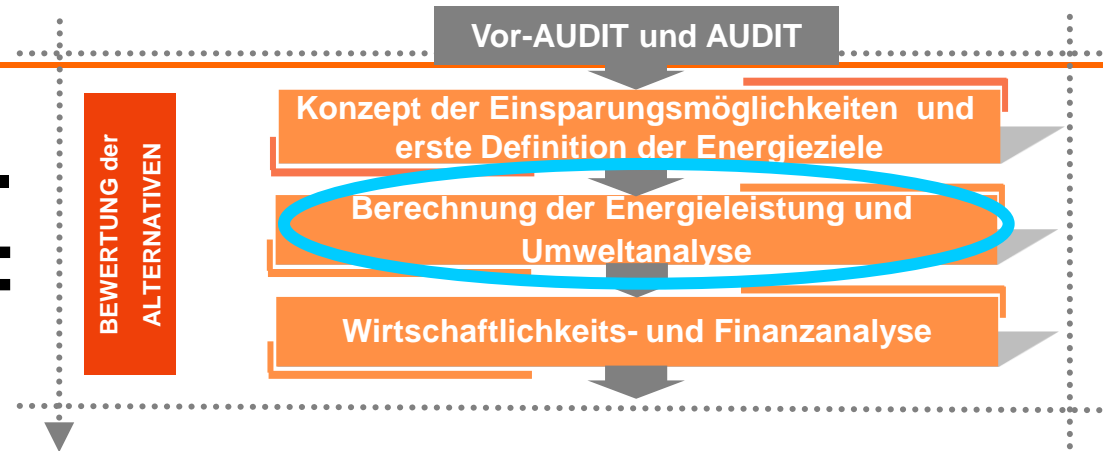 Vor-AUDIT und AUDIT
BEWERTUNG der
ALTERNATIVEN
Konzept der Einsparungsmöglichkeiten und
erste Definition der Energieziele
Berechnung der Energieleistung und
Umweltanalyse
Wirtschaftlichkeits- und Finanzanalyse